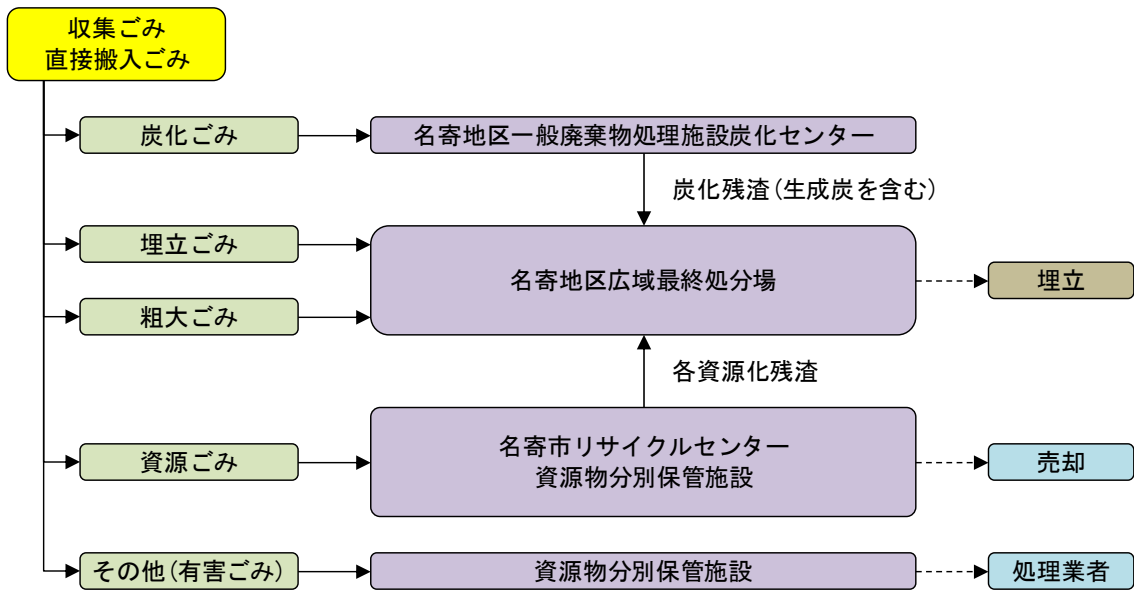 収集ごみ
直接搬入ごみ
炭化ごみ
名寄地区一般廃棄物処理施設炭化センター
炭化残渣(生成炭を含む)
埋立ごみ
名寄地区広域最終処分場
埋立
粗大ごみ
各資源化残渣
資源ごみ
名寄市リサイクルセンター
資源物分別保管施設
売却
その他(有害ごみ)
資源物分別保管施設
処理業者